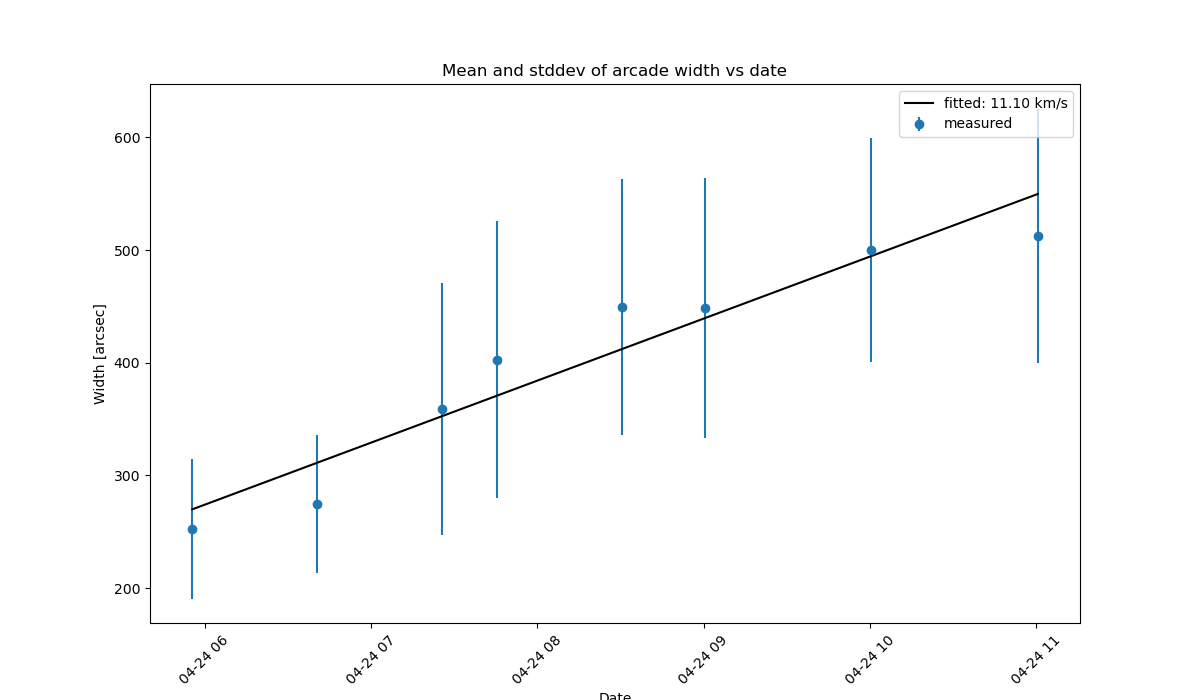 Mean and stddev of arcade width vs date
fitted: 11.10 km/s
measured
600
500
400
300
200
Width [arcsec]
04-24 06
04-24 07
04-24 08
04-24 09
04-24 10
04-24 11
Date